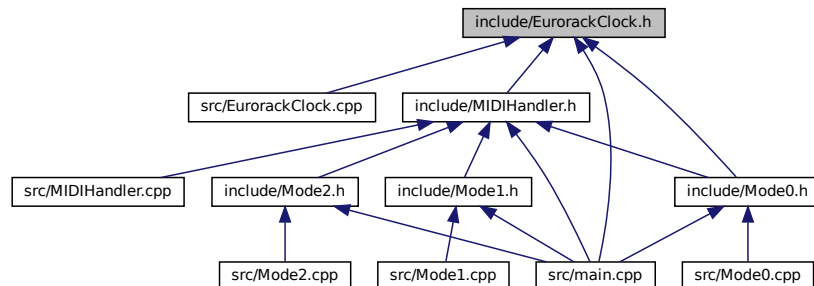 include/EurorackClock.h
src/EurorackClock.cpp
include/MIDIHandler.h
src/MIDIHandler.cpp
include/Mode2.h
include/Mode1.h
include/Mode0.h
src/Mode2.cpp
src/Mode1.cpp
src/main.cpp
src/Mode0.cpp